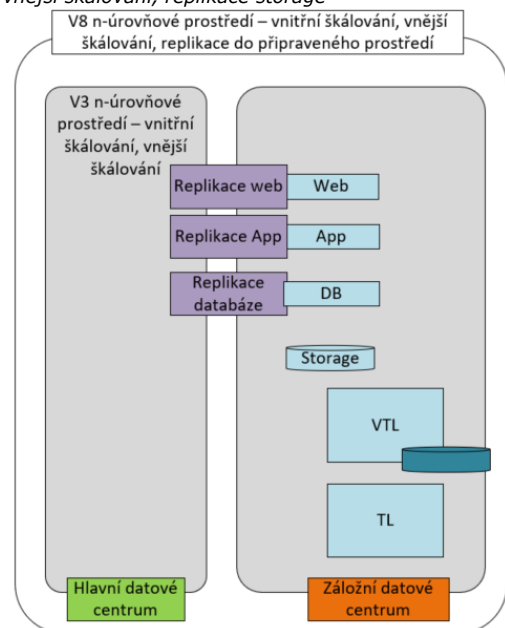 vnější škálování, replikace storage
V8 n-úrovňové prostředí – vnitřní škálování, vnější
škálování, replikace do připraveného prostředí
V3 n-úrovňové
prostředí – vnitřní
škálování, vnější
škálování
Replikace web
Web
Replikace App
App
Replikace
databáze
DB
Storage
VTL
TL
Hlavní datové
centrum
Záložní datové
centrum